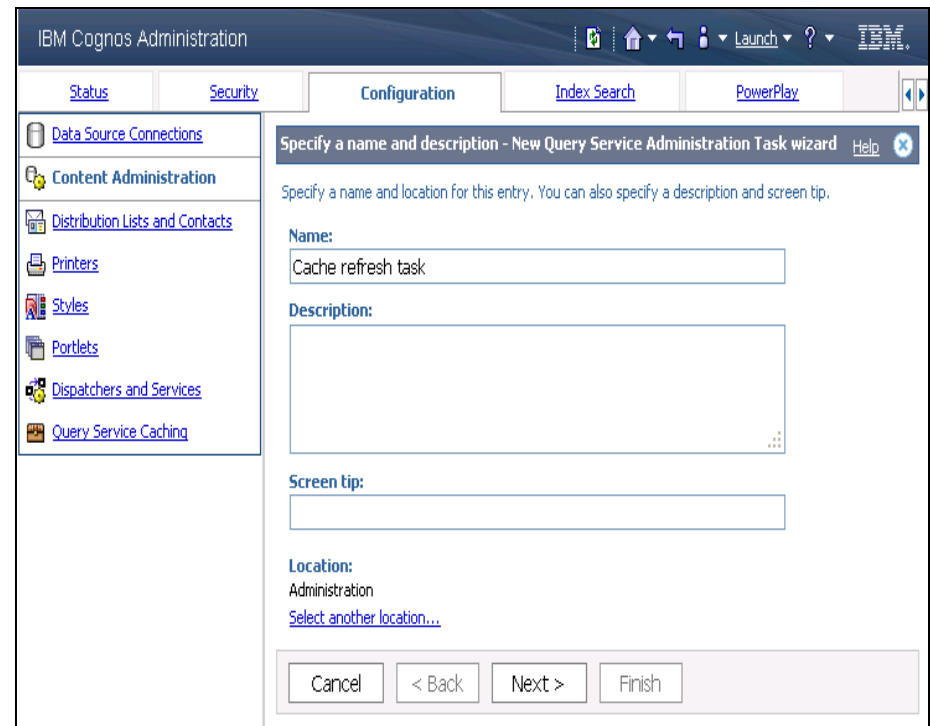 IBM Cognos Administration
Launch ?
IBM.
Status Security Configuration Index Search PowerPlay
Data Source Connections
Content Administration
Distribution Lists and Contacts
Printers
Styles
Portlets
Dispatchers and Services
Query Service Caching
Specify a name and description - New Query Service Administration Task wizard Help
Specify a name and location for this entry. You can also specify a description and screen tip.
Name:
Cache refresh task
Description:
Screen tip:
Location:
Administration
Select another location...
Cancel < Back Next > Finish